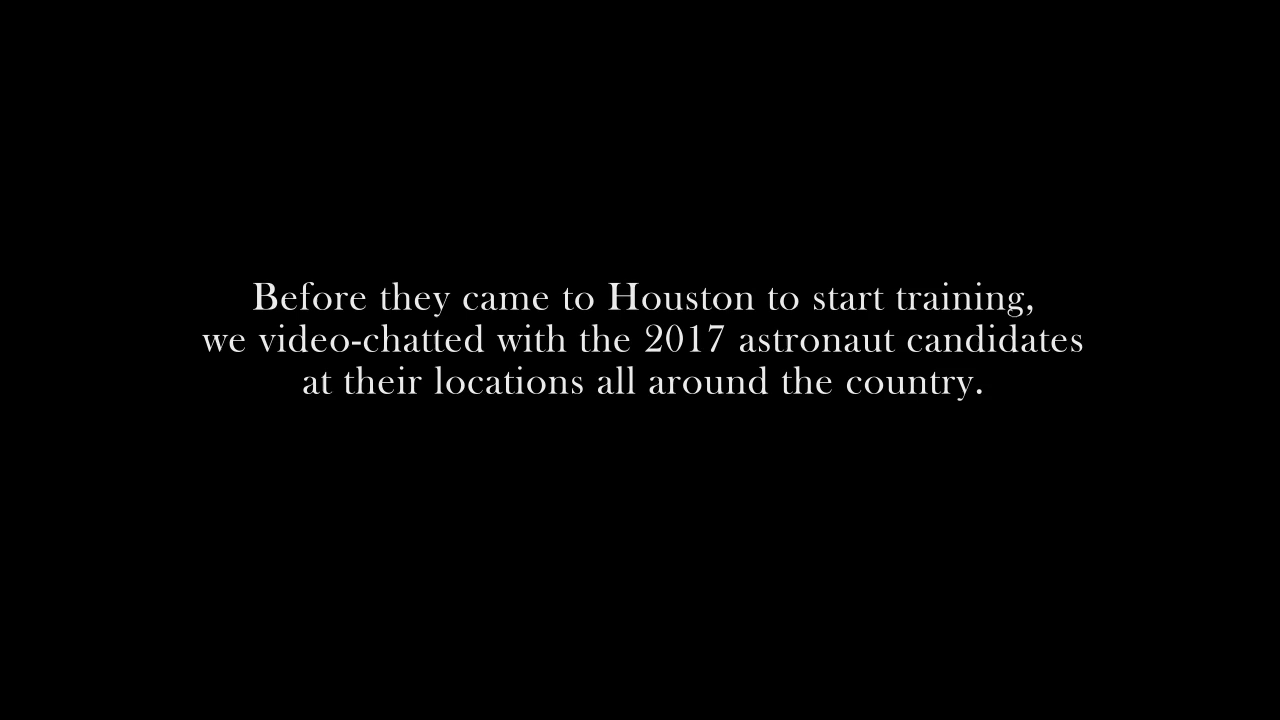 Before they came to Houston to start training,
we video-chatted with the 2017 astronaut candidates
at their locations all around the country.